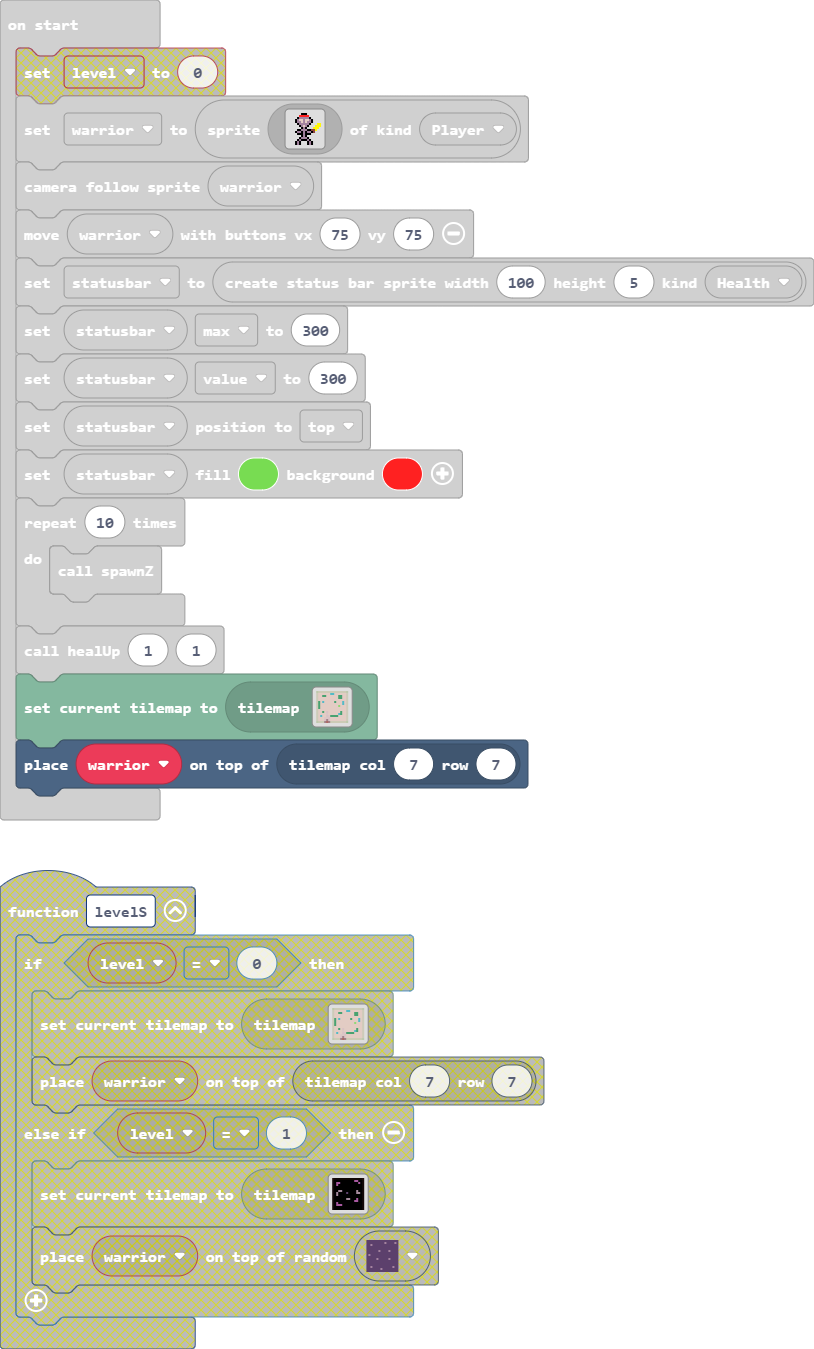 on start
set level to 0
set warrior to sprite of kind Player
camera follow sprite warrior
move warrior with buttons vx 75 vy 75
set statusbar to create status bar sprite width 100 height 5 kind Health
set statusbar max to 300
set statusbar value to 300
set statusbar position to top
set statusbar fill background
repeat 10 times
do
call spawnZ
call healUp 1 1
set current tilemap to tilemap
place warrior on top of tilemap col 7 row 7
function levelS
if level = 0 then
set current tilemap to tilemap
place warrior on top of tilemap col 7 row 7
else if level = 1 then
set current tilemap to tilemap
place warrior on top of random